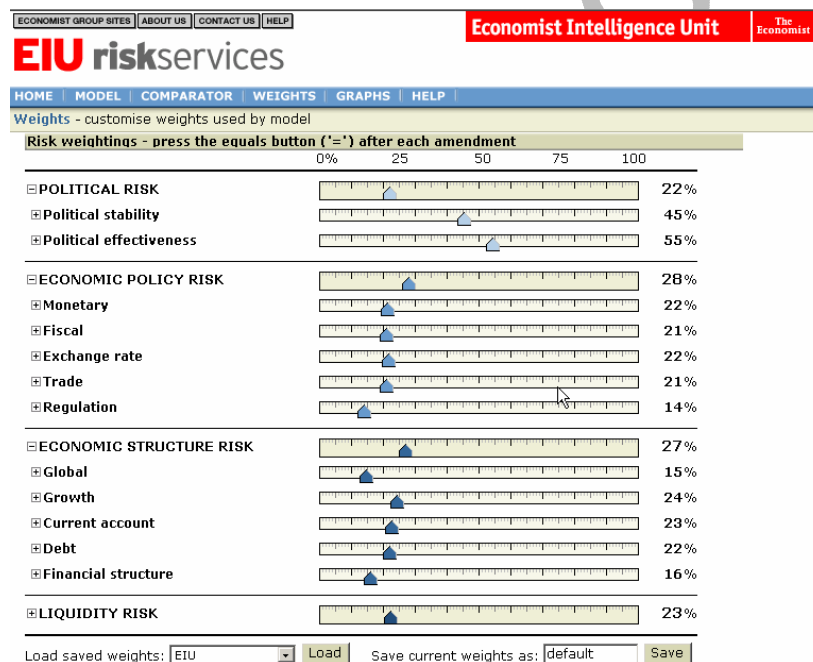 ECONOMIST GROUP SITES ABOUT US CONTACT US HELP
Economist Intelligence Unit The Economist
EIU riskservices
HOME | MODEL | COMPARATOR | WEIGHTS | GRAPHS | HELP |
Weights - customise weights used by model
Risk weightings - press the equals button ('=') after each amendment
0% 25 50 75 100
POLITICAL RISK 22%
Political stability 45%
Political effectiveness 55%
ECONOMIC POLICY RISK 28%
Monetary 22%
Fiscal 21%
Exchange rate 22%
Trade 21%
Regulation 14%
ECONOMIC STRUCTURE RISK 27%
Global 15%
Growth 24%
Current account 23%
Debt 22%
Financial structure 16%
LIQUIDITY RISK 23%
Load saved weights: EIU Load Save current weights as: default Save